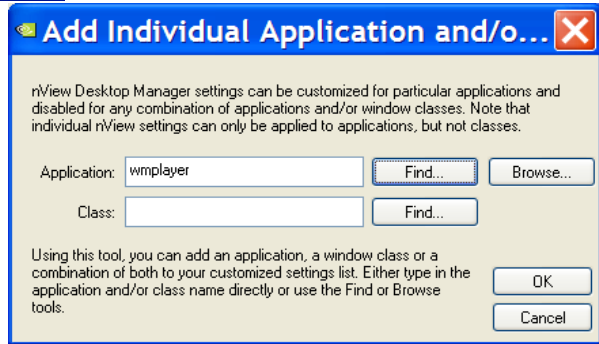 Add Individual Application and/o...
nView Desktop Manager settings can be customized for particular applications and
disabled for any combination of applications and/or window classes. Note that
individual nView settings can only be applied to applications, but not classes.
Application: wmplayer Find... Browse...
Class: Find...
Using this tool, you can add an application, a window class or a
combination of both to your customized settings list. Either type in the
application and/or class name directly or use the Find or Browse
tools.
OK
Cancel